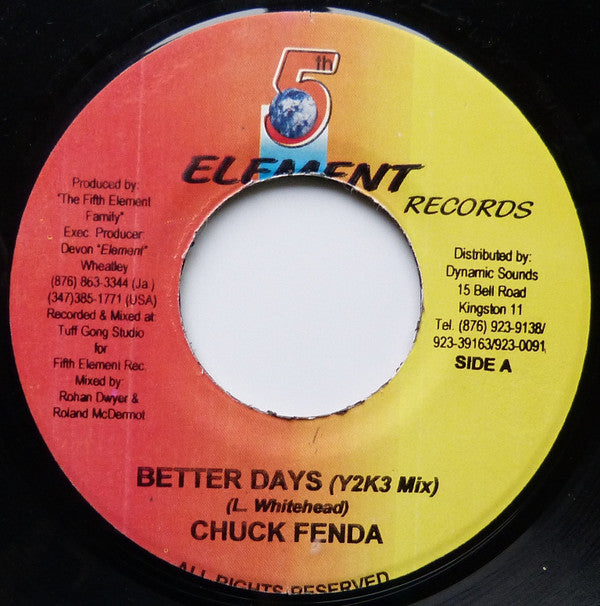 5th
ELEMENT
RECORDS
Produced by:
"The Fifth Element
Family"
Exec. Producer:
Devon "Element"
Wheatley
(876) 863-3344 (Ja.)
(347)385-1771 (USA)
Recorded & Mixed at:
Tuff Gong Studio
for
Fifth Element Rec.
Mixed by:
Rohan Dwyer &
Roland McDermot
Distributed by:
Dynamic Sounds
15 Bell Road
Kingston 11
Tel. (876) 923-9138/
923-39163/923-0091,
SIDE A
BETTER DAYS (Y2K3 Mix)
(L. Whitehead)
CHUCK FENDA
ALL RIGHTS RESERVED